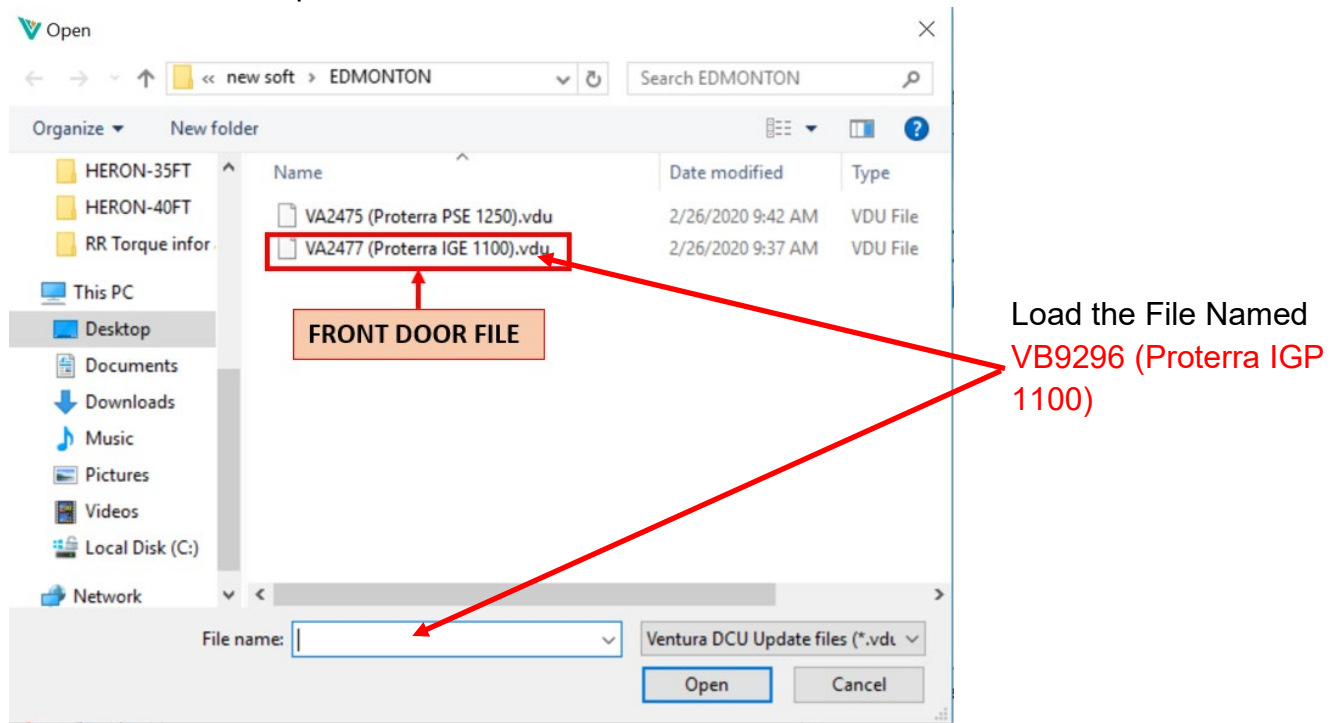 Open
« new soft > EDMONTON
Search EDMONTON
Organize
New folder
HERON-35FT
HERON-40FT
RR Torque infor
This PC
Desktop
Documents
Downloads
Music
Pictures
Videos
Local Disk (C:)
Network
Name
Date modified
Type
VA2475 (Proterra PSE 1250).vdu
2/26/2020 9:42 AM
VDU File
VA2477 (Proterra IGE 1100).vdu
2/26/2020 9:37 AM
VDU File
FRONT DOOR FILE
Load the File Named
VB9296 (Proterra IGP
1100)
File name:
Ventura DCU Update files (*.vdu
Open
Cancel